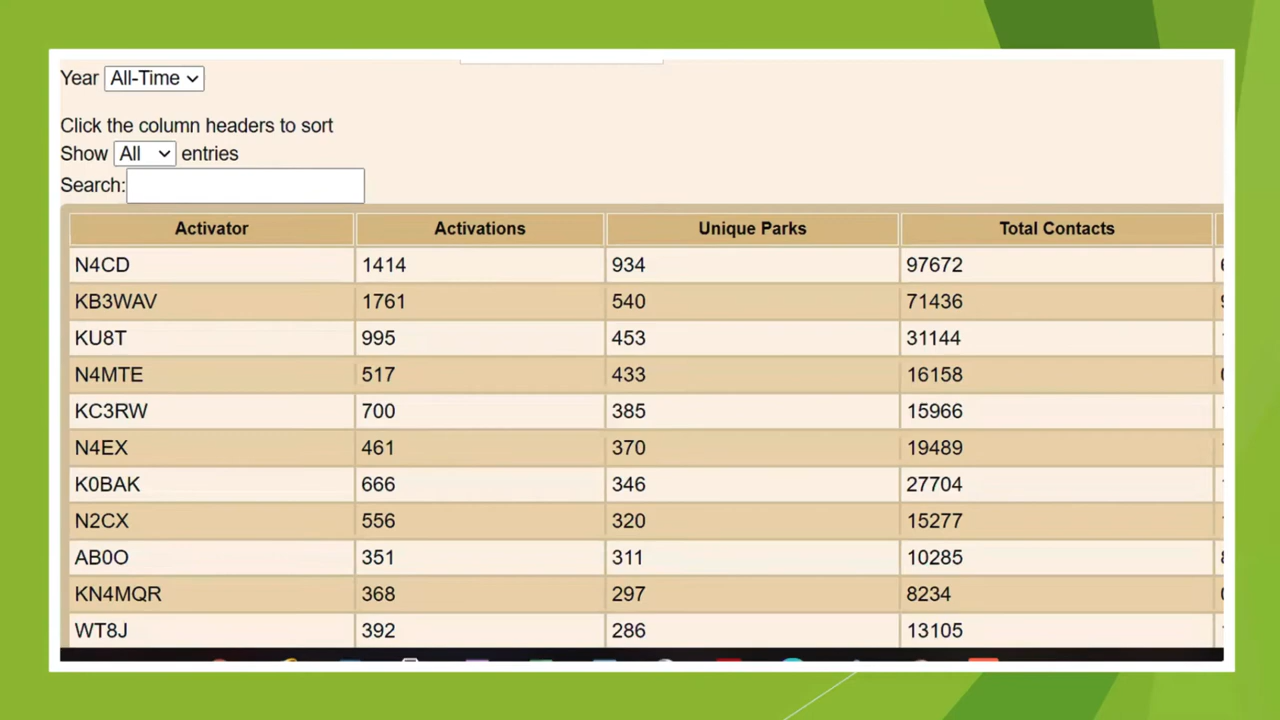 Year All-Time
Click the column headers to sort
Show All entries
Search:
Activator Activations Unique Parks Total Contacts
N4CD 1414 934 97672
KB3WAV 1761 540 71436
KU8T 995 453 31144
N4MTE 517 433 16158
KC3RW 700 385 15966
N4EX 461 370 19489
K0BAK 666 346 27704
N2CX 556 320 15277
AB0O 351 311 10285
KN4MQR 368 297 8234
WT8J 392 286 13105